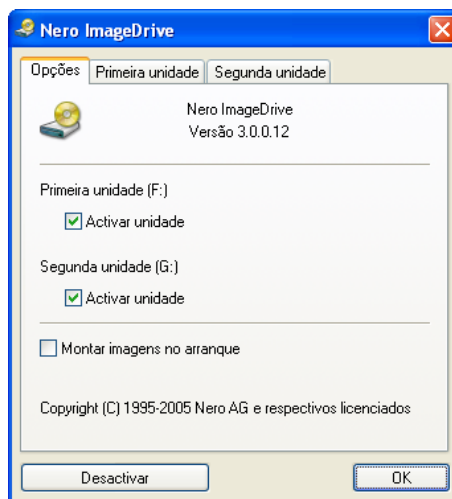 Nero ImageDrive
Opções
Primeira unidade
Segunda unidade
Nero ImageDrive
Versão 3.0.0.12
Primeira unidade (F:)
Activar unidade
Segunda unidade (G:)
Activar unidade
Montar imagens no arranque
Copyright (C) 1995-2005 Nero AG e respectivos licenciados
Desactivar
OK